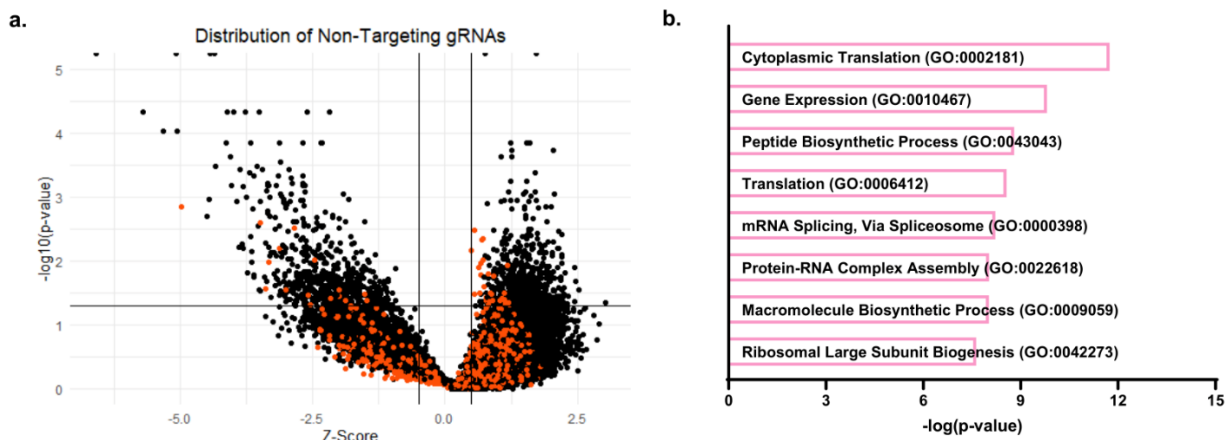 a.
Distribution of Non-Targeting gRNAs
-log10(p-value)
5
4
3
2
1
0
-5.0
-2.5
0.0
2.5
Z-Score
b.
Cytoplasmic Translation (GO:0002181)
Gene Expression (GO:0010467)
Peptide Biosynthetic Process (GO:0043043)
Translation (GO:0006412)
mRNA Splicing, Via Spliceosome (GO:0000398)
Protein-RNA Complex Assembly (GO:0022618)
Macromolecule Biosynthetic Process (GO:0009059)
Ribosomal Large Subunit Biogenesis (GO:0042273)
0 3 6 9 12 15
-log(p-value)